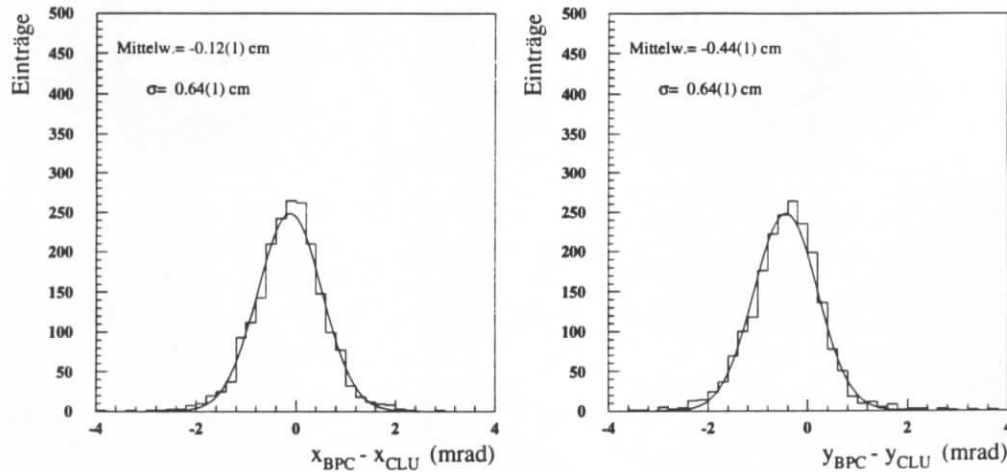 Einträge
500
450
400
350
300
250
200
150
100
50
0
Mittelw.= -0.12(1) cm
σ= 0.64(1) cm
-4 -2 0 2 4
x_BPC - x_CLU (mrad)
Einträge
500
450
400
350
300
250
200
150
100
50
0
Mittelw.= -0.44(1) cm
σ= 0.64(1) cm
-4 -2 0 2 4
y_BPC - y_CLU (mrad)